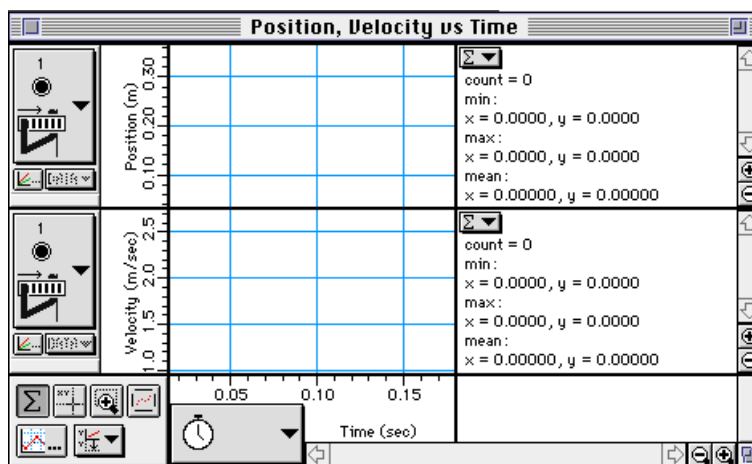 Position, Velocity vs Time
1
Position (m)
0.30
0.20
0.10
Σ
count = 0
min:
x = 0.0000, y = 0.0000
max:
x = 0.0000, y = 0.0000
mean:
x = 0.00000, y = 0.00000
1
Velocity (m/sec)
2.5
2.0
1.5
1.0
Σ
count = 0
min:
x = 0.0000, y = 0.0000
max:
x = 0.0000, y = 0.0000
mean:
x = 0.00000, y = 0.00000
0.05 0.10 0.15
Σ
Time (sec)